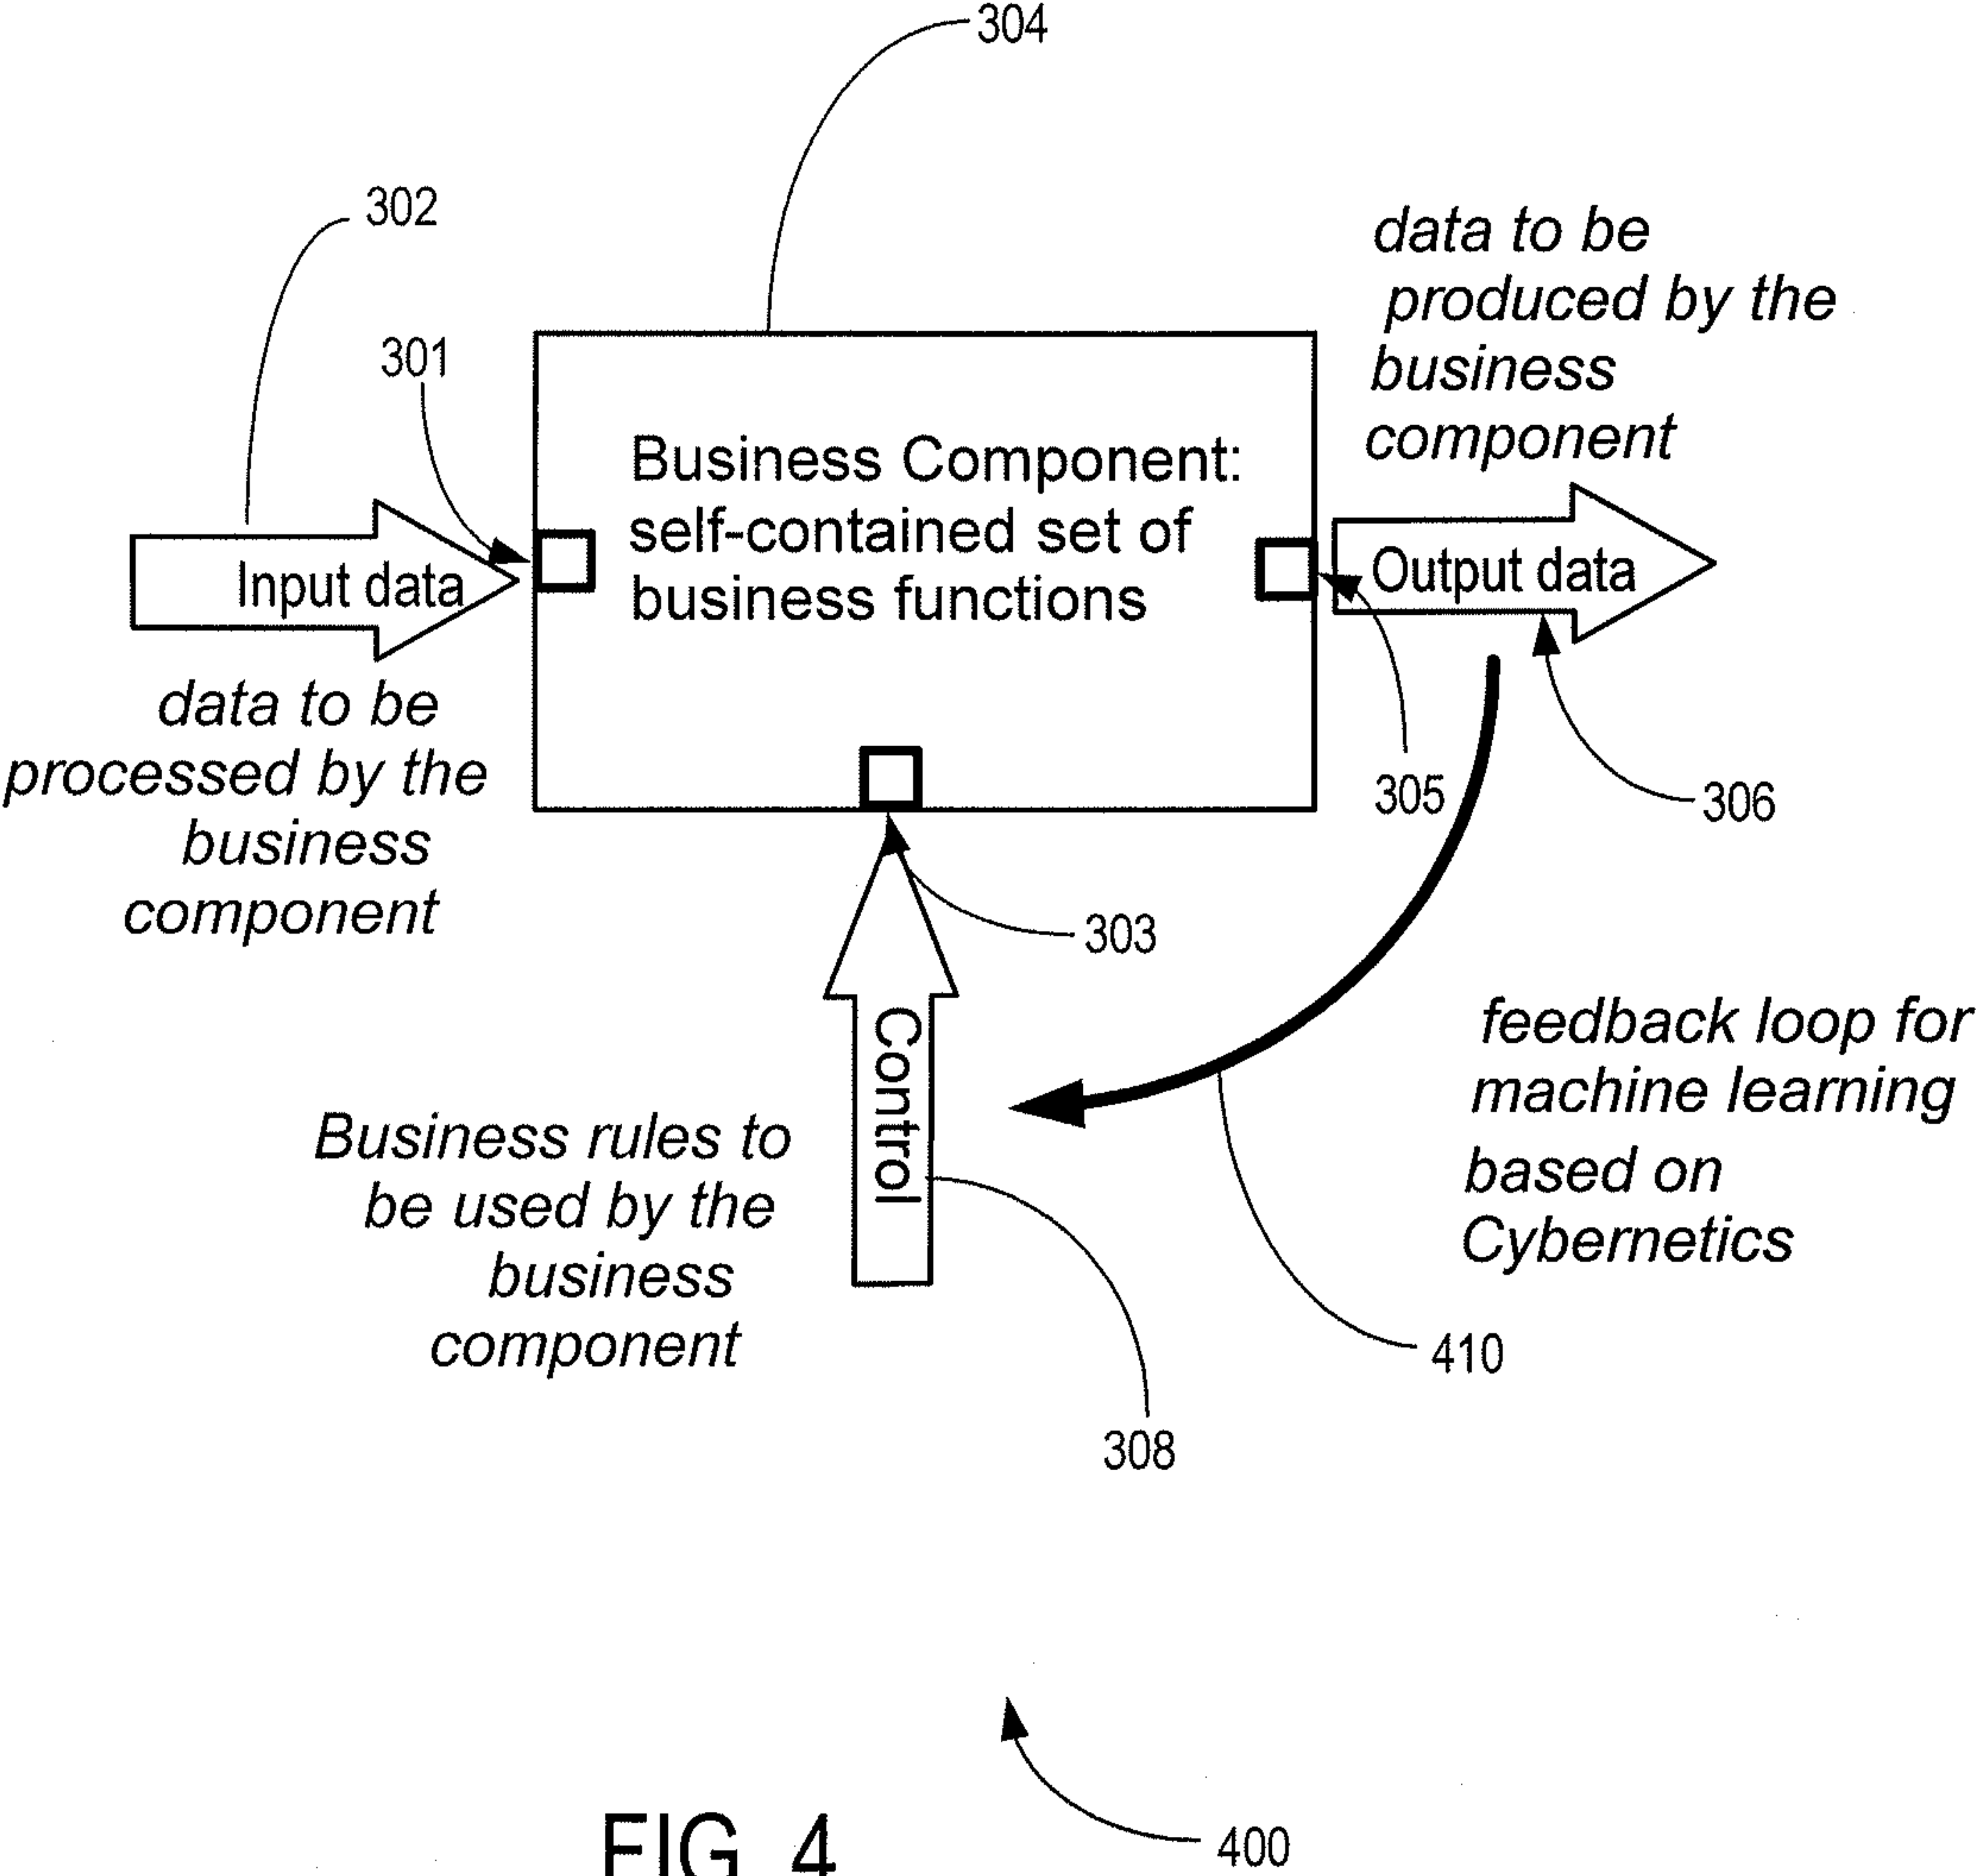 304
302
301
data to be
produced by the
business
component
Business Component:
self-contained set of
business functions
Input data
Output data
data to be
processed by the
business
component
305
306
303
Control
feedback loop for
machine learning
based on
Cybernetics
Business rules to
be used by the
business
component
410
308
400
FIG. 4